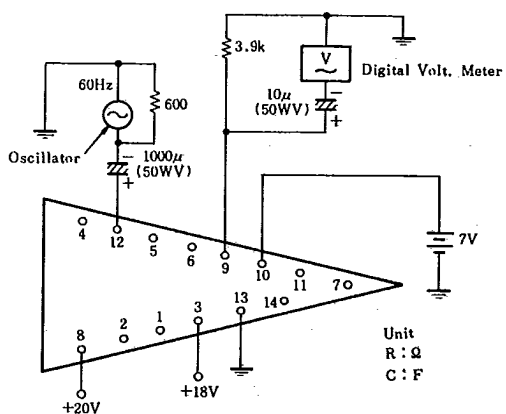 3.9k
V
Digital Volt. Meter
10μ
(50WV)
−
+
60Hz
600
Oscillator
1000μ
(50WV)
−
+
4
12
5
6
9
10
11
7
14
13
3
1
2
8
7V
+20V
+18V
Unit
R : Ω
C : F